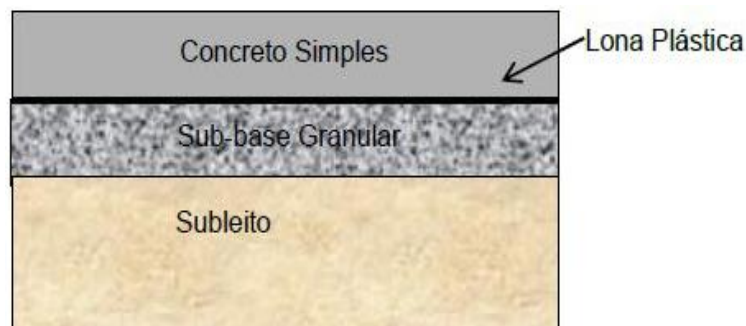 Concreto Simples
Lona Plástica
Sub-base Granular
Subleito